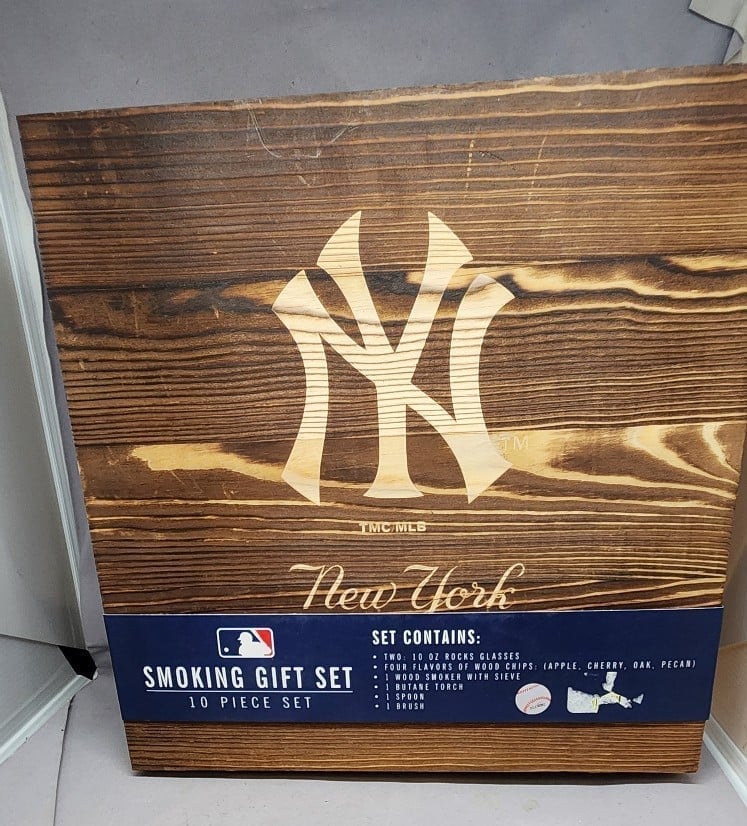 NY
TM
TMC/MLB
New York
SMOKING GIFT SET
10 PIECE SET
SET CONTAINS:
• TWO: 10 OZ ROCKS GLASSES
• FOUR FLAVORS OF WOOD CHIPS: (APPLE, CHERRY, OAK, PECAN)
• 1 WOOD SMOKER WITH SIEVE
• 1 BUTANE TORCH
• 1 SPOON
• 1 BRUSH